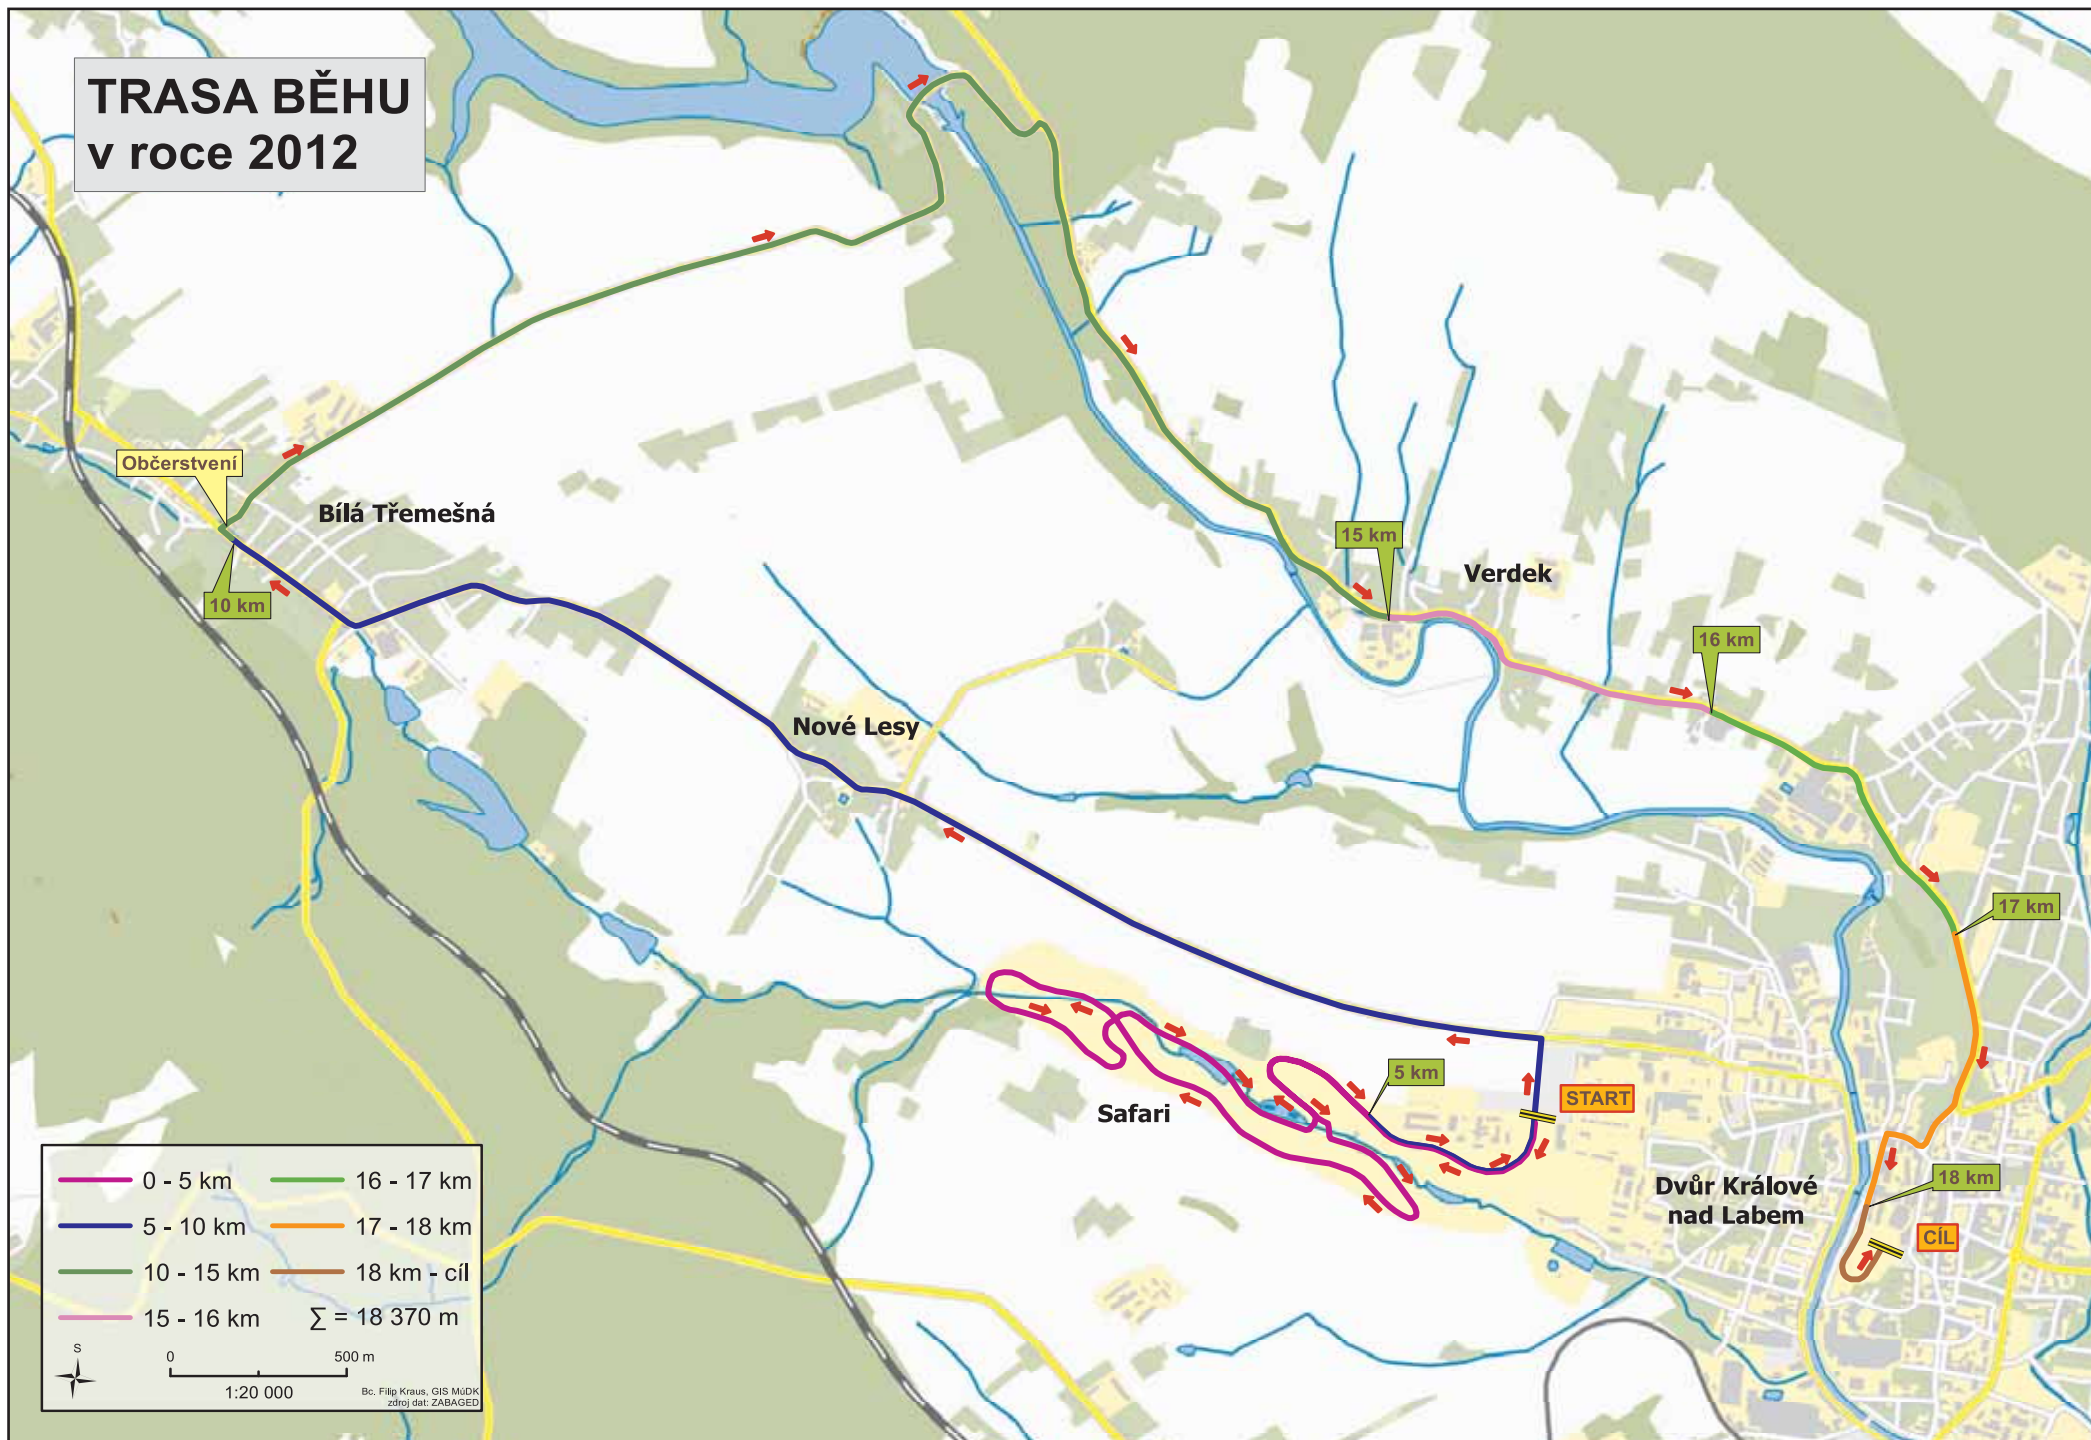 TRASA BĚHU
v roce 2012
Občerstvení
Bílá Třemešná
10 km
15 km
Verdek
16 km
Nové Lesy
17 km
5 km
START
Safari
18 km
Dvůr Králové
nad Labem
CÍL
0 - 5 km
16 - 17 km
5 - 10 km
17 - 18 km
10 - 15 km
18 km - cíl
15 - 16 km
∑ = 18 370 m
S
0
500 m
1:20 000
Bc. Filip Kraus, GIS MúDK
zdroj dat: ZABAGED